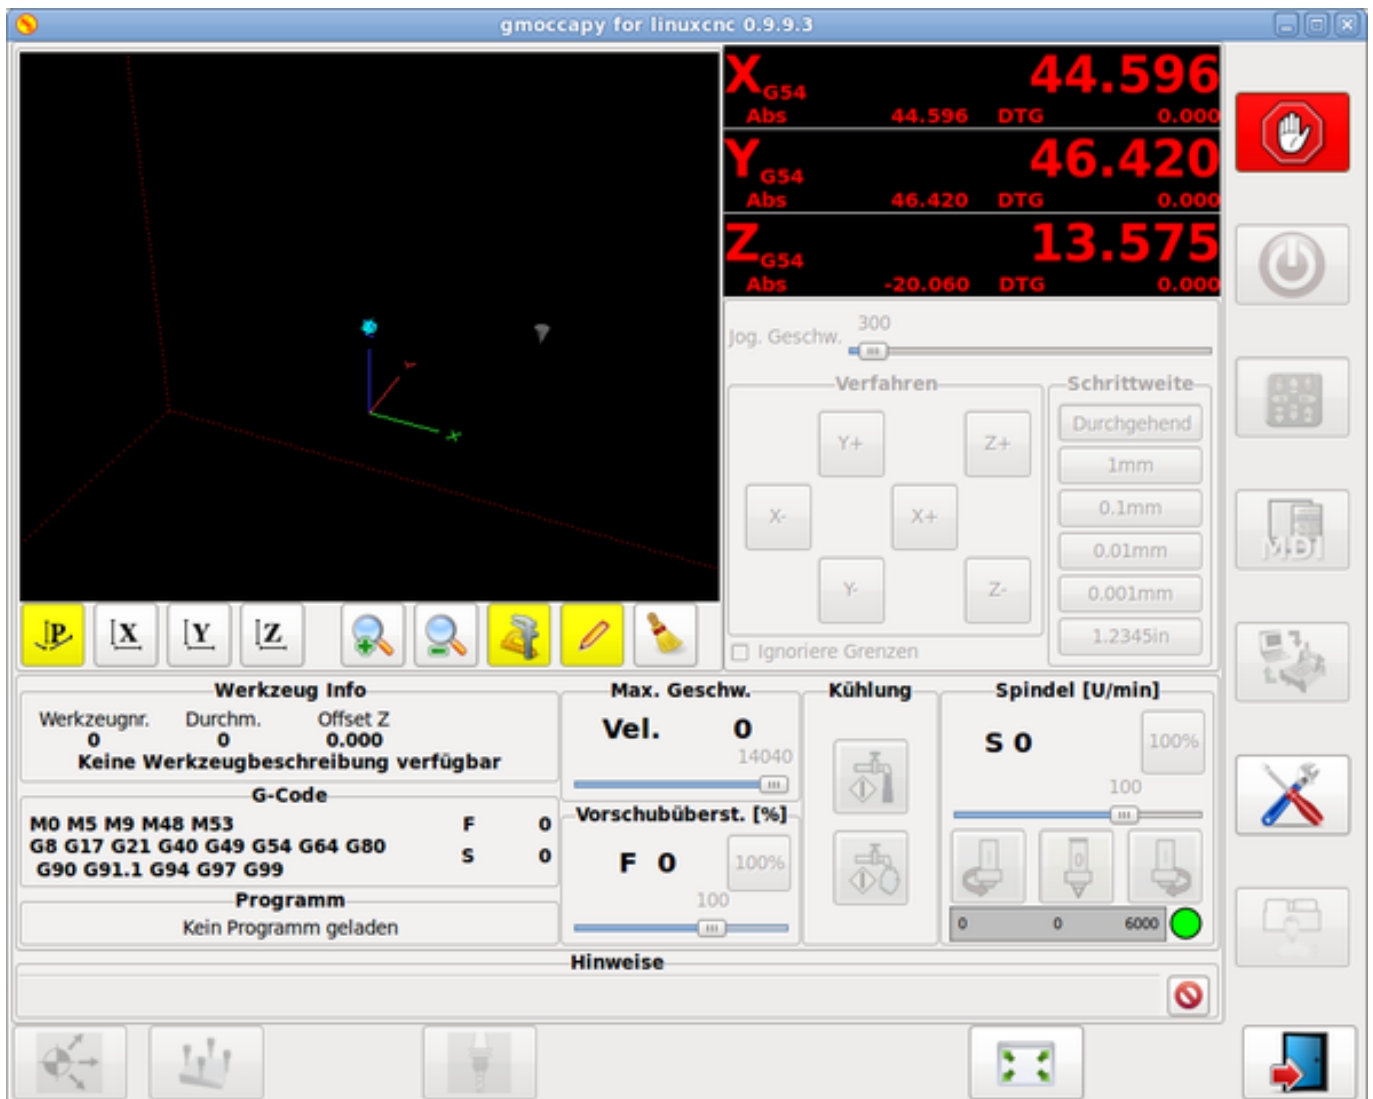 gmoccapy for linuxcnc 0.9.9.3
X G54 44.596
Abs 44.596 DTG 0.000
Y G54 46.420
Abs 46.420 DTG 0.000
Z G54 13.575
Abs -20.060 DTG 0.000
Jog. Geschw. 300
Verfahren
Y+ Z+
X- X+
Y- Z-
Ignoriere Grenzen
Schrittweite
Durchgehend
1mm
0.1mm
0.01mm
0.001mm
1.2345in
MDI
X
P X Y Z
Werkzeug Info
Werkzeugnr. Durchm. Offset Z
0 0 0.000
Keine Werkzeugbeschreibung verfügbar
G-Code
M0 M5 M9 M48 M53 F 0
G8 G17 G21 G40 G49 G54 G64 G80 S 0
G90 G91.1 G94 G97 G99
Programm
Kein Programm geladen
Max. Geschw.
Vel. 0
14040
Vorschubüberst. [%]
F 0 100%
100
Kühlung
Spindel [U/min]
S 0 100%
100
0
0 0 6000
Hinweise